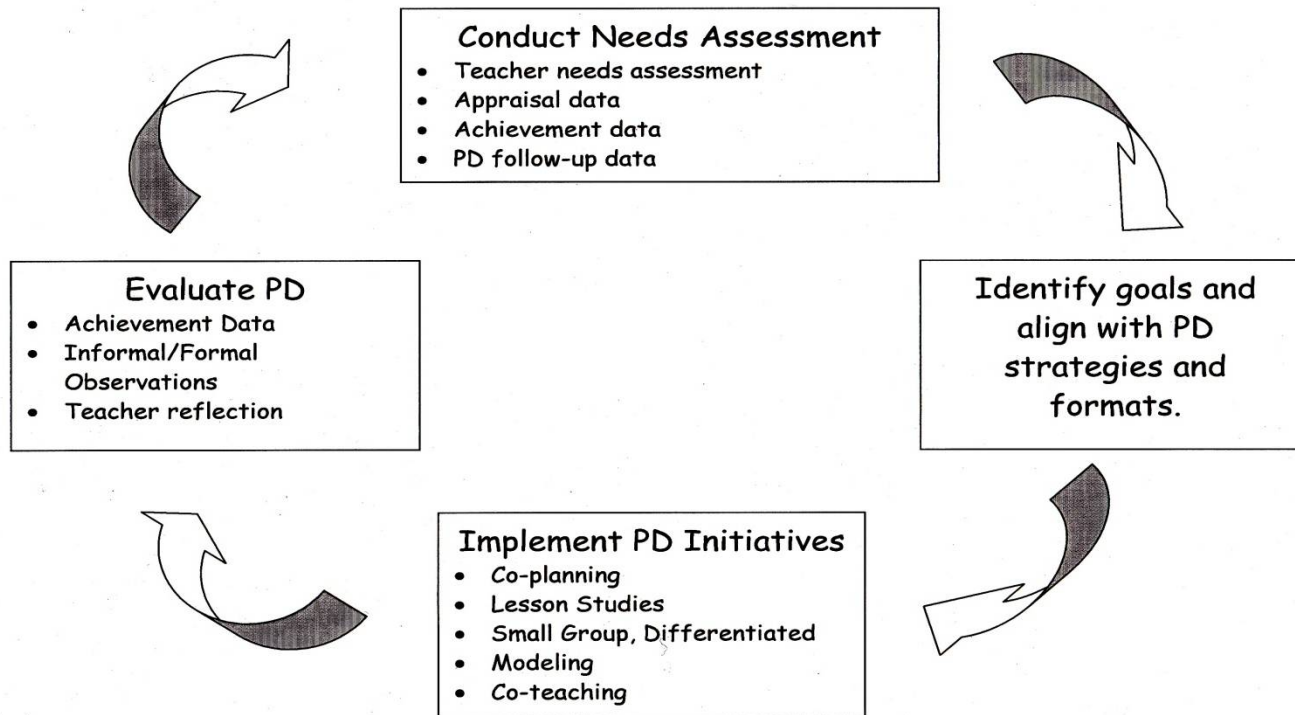 Conduct Needs Assessment
• Teacher needs assessment
• Appraisal data
• Achievement data
• PD follow-up data
Identify goals and
align with PD
strategies and
formats.
Implement PD Initiatives
• Co-planning
• Lesson Studies
• Small Group, Differentiated
• Modeling
• Co-teaching
Evaluate PD
• Achievement Data
• Informal/Formal
Observations
• Teacher reflection